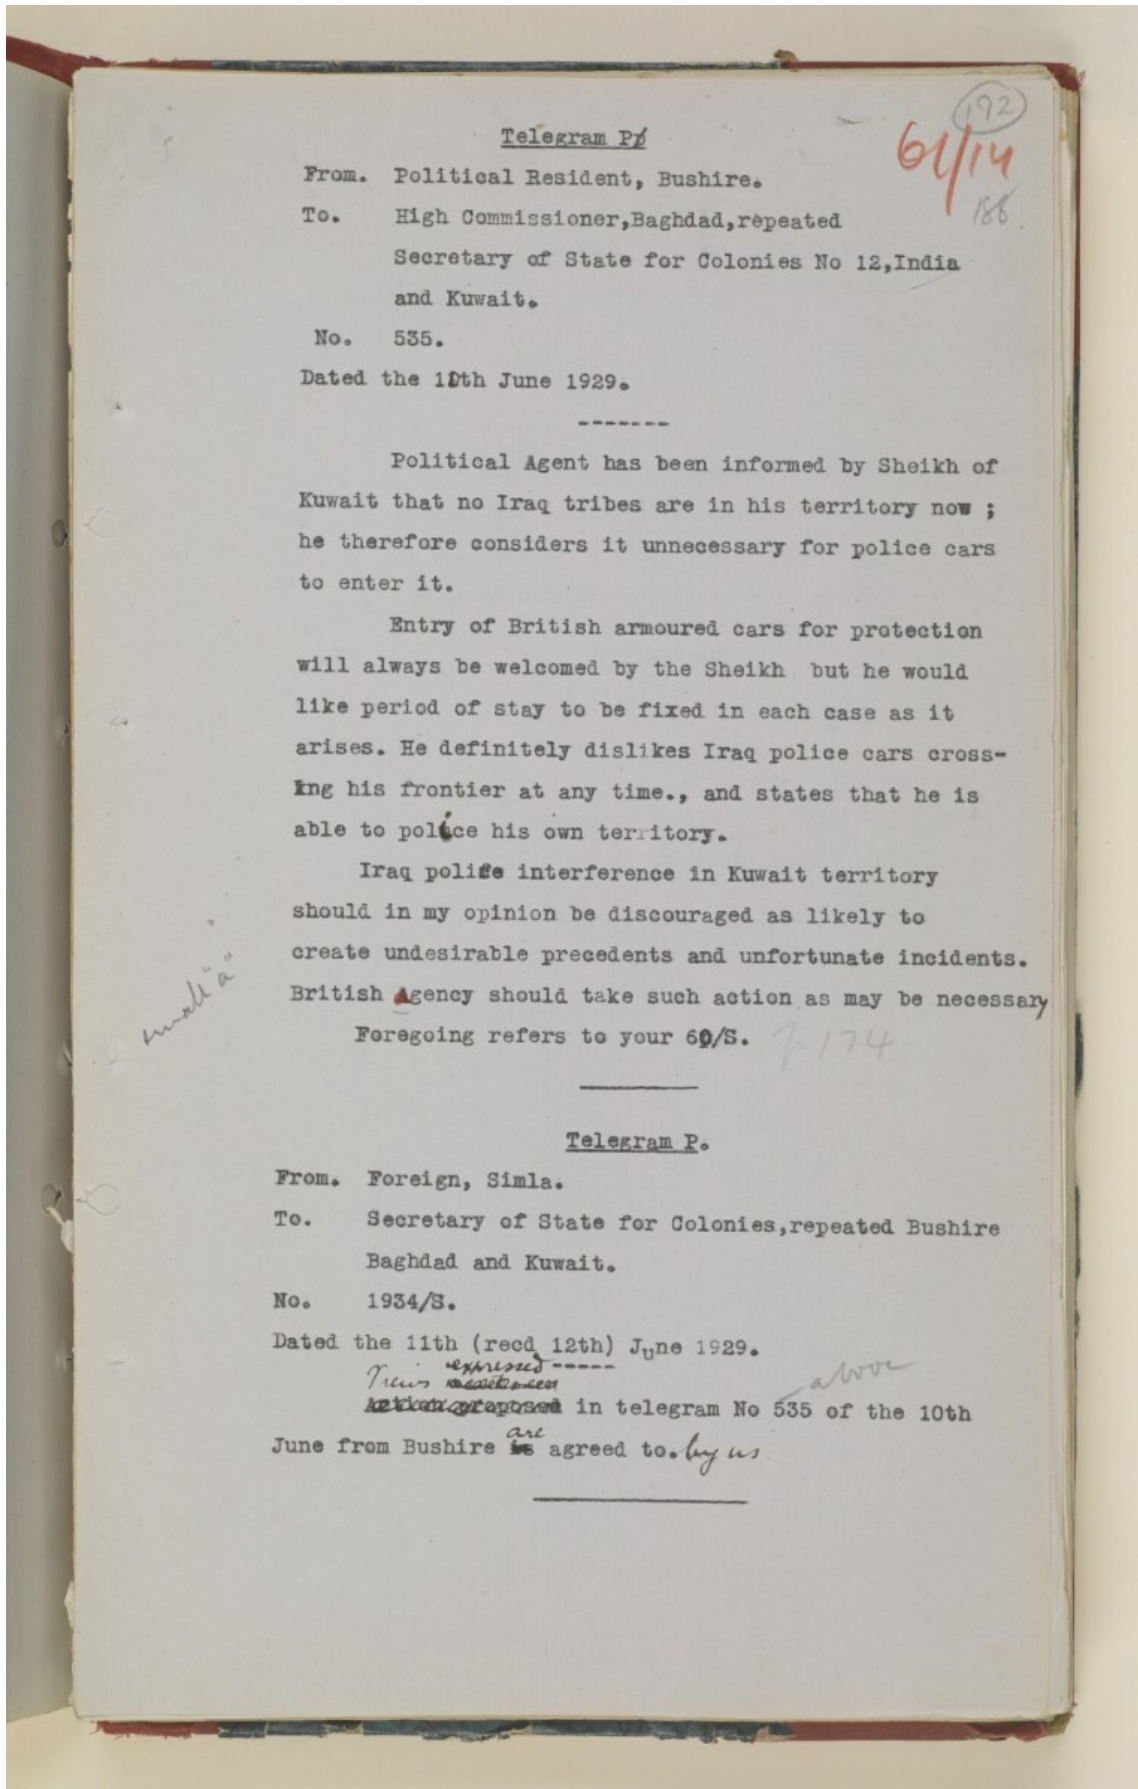 192
61/14
188
Telegram P
From. Political Resident, Bushire.
To. High Commissioner,Baghdad,repeated
Secretary of State for Colonies No 12,India
and Kuwait.
No. 535.
Dated the 10th June 1929.
-------
Political Agent has been informed by Sheikh of
Kuwait that no Iraq tribes are in his territory now ;
he therefore considers it unnecessary for police cars
to enter it.
Entry of British armoured cars for protection
will always be welcomed by the Sheikh but he would
like period of stay to be fixed in each case as it
arises. He definitely dislikes Iraq police cars cross-
ing his frontier at any time., and states that he is
able to police his own territory.
Iraq police interference in Kuwait territory
should in my opinion be discouraged as likely to
create undesirable precedents and unfortunate incidents.
small "a"
British Agency should take such action as may be necessary
Foregoing refers to your 60/S. p 174
Telegram P.
From. Foreign, Simla.
To. Secretary of State for Colonies,repeated Bushire
Baghdad and Kuwait.
No. 1934/S.
Dated the 11th (recd 12th) June 1929.
-----
Views expressed
above
in telegram No 535 of the 10th
June from Bushire are agreed to. by us